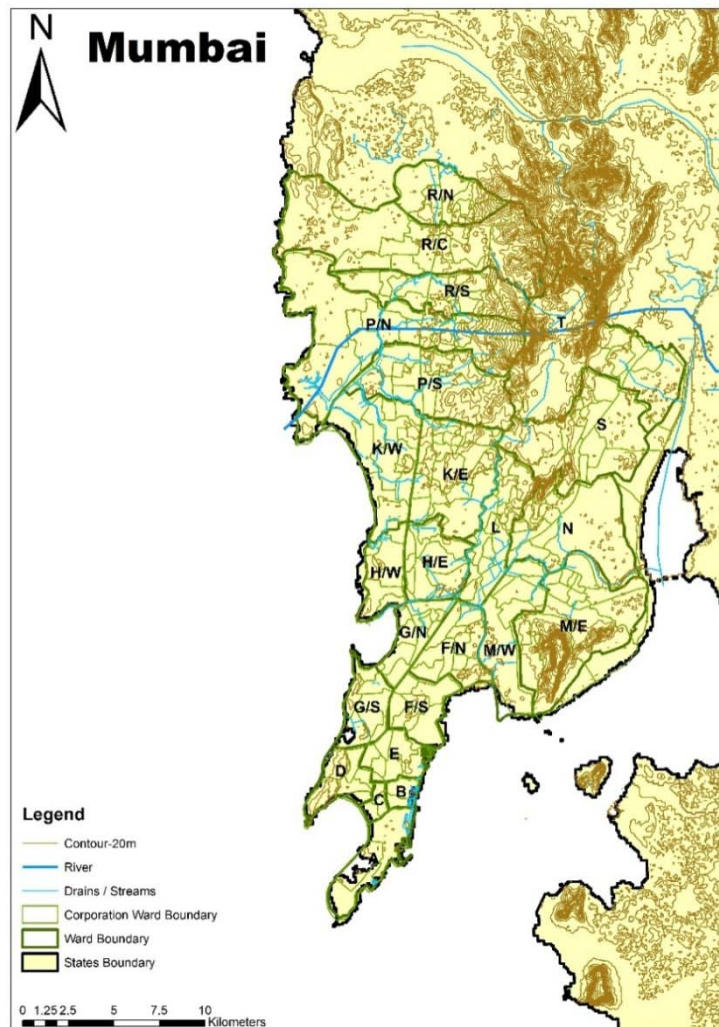 N
Mumbai
R/N
R/C
R/S
P/N
T
P/S
S
K/W
K/E
L
N
H/W
H/E
G/N
F/N
M/W
M/E
G/S
F/S
E
D
B
C
A
Legend
Contour-20m
River
Drains / Streams
Corporation Ward Boundary
Ward Boundary
States Boundary
0 1.25 2.5 5 7.5 10
Kilometers